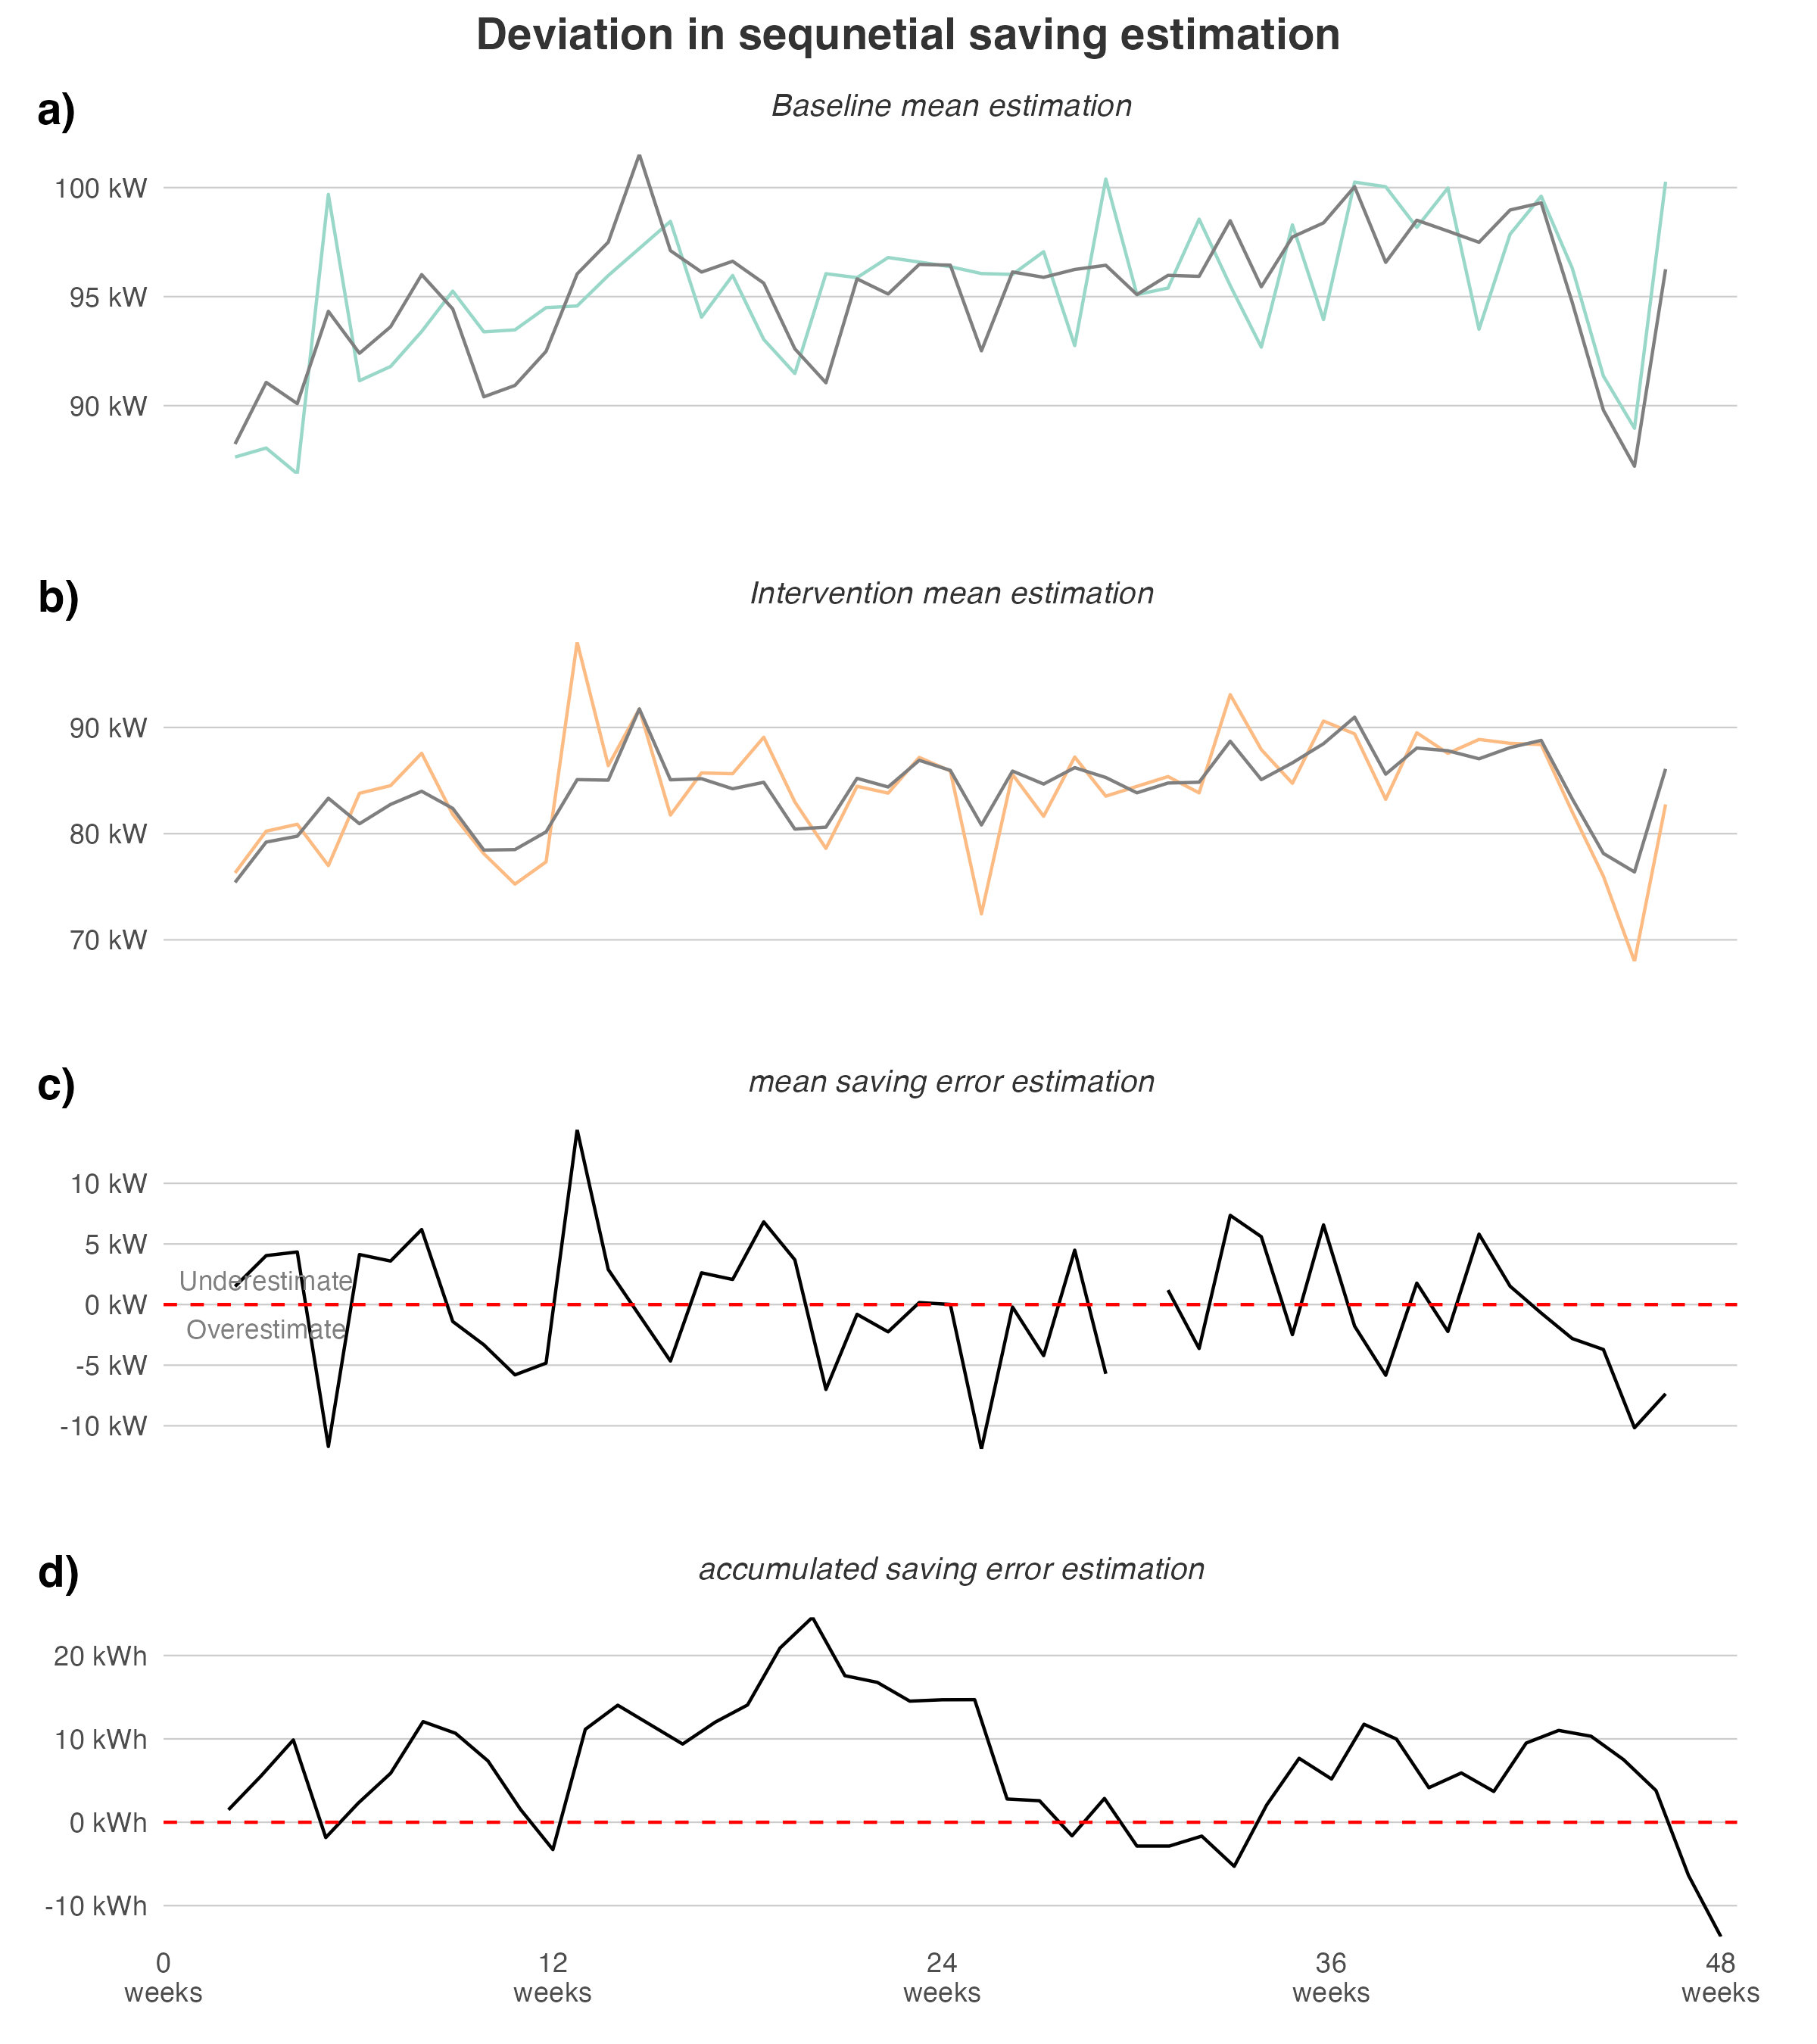 Deviation in sequnetial saving estimation
a)
Baseline mean estimation
100 kW
95 kW
90 kW
b)
Intervention mean estimation
90 kW
80 kW
70 kW
c)
mean saving error estimation
10 kW
5 kW
Underestimate
0 kW
Overestimate
-5 kW
-10 kW
d)
accumulated saving error estimation
20 kWh
10 kWh
0 kWh
-10 kWh
0 12 24 36 48
weeks weeks weeks weeks weeks